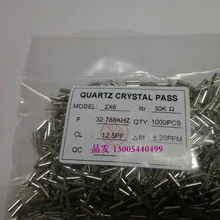 QUARTZ CRYSTAL PASS
MODEL 2X6 Rr 30K Ω
F 32.768KHZ QTY: 1000PCS
CL 12.5PF ± 20PPM
QC
品发 13005440499